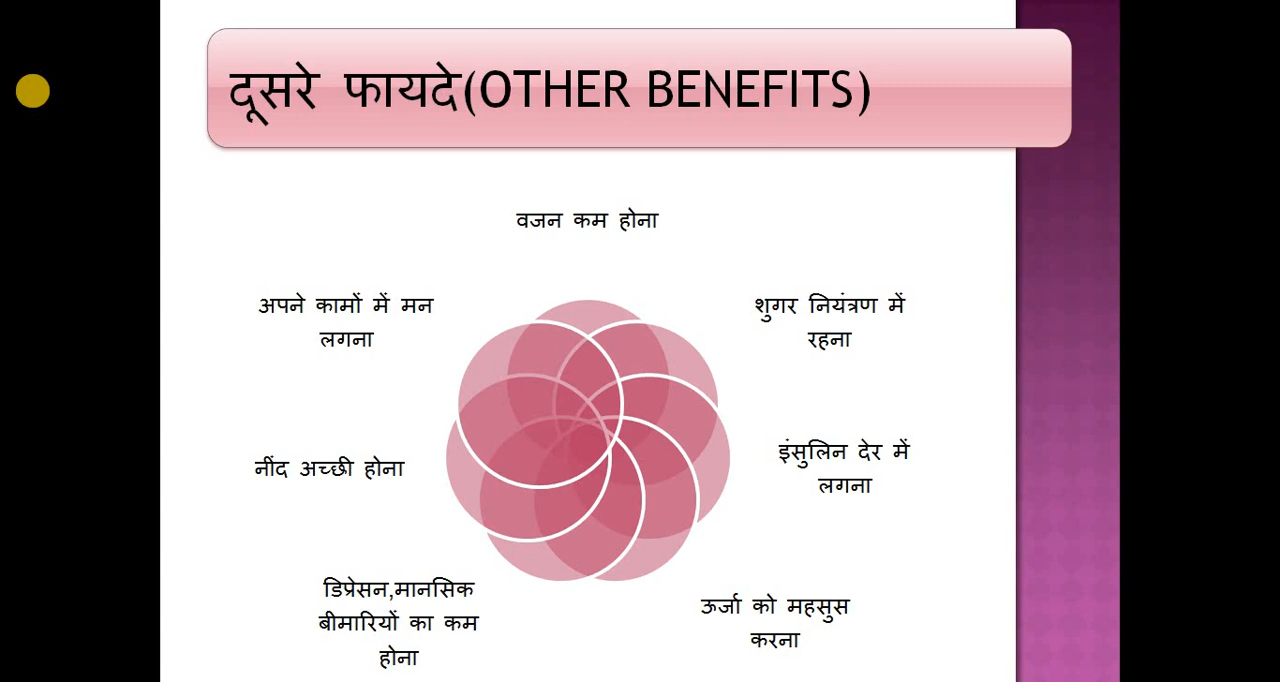 दूसरे फायदे(OTHER BENEFITS)
वजन कम होना
शुगर नियंत्रण में
रहना
इंसुलिन देर में
लगना
ऊर्जा को महसुस
करना
डिप्रेसन,मानसिक
बीमारियों का कम
होना
नींद अच्छी होना
अपने कामों में मन
लगना